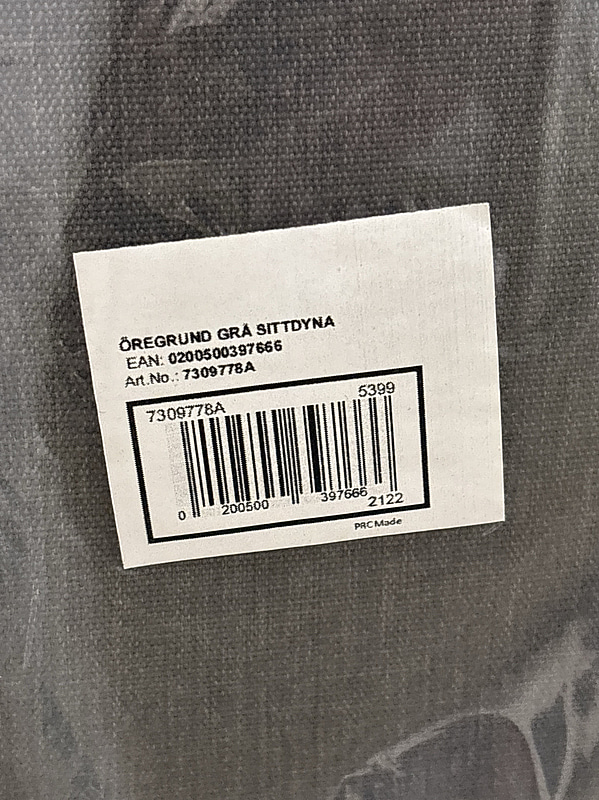 ÖREGRUND GRÅ SITTDYNA
EAN: 0200500397666
Art.No.: 7309778A
7309778A 5399
0 200500 397666
2122
PRC Made